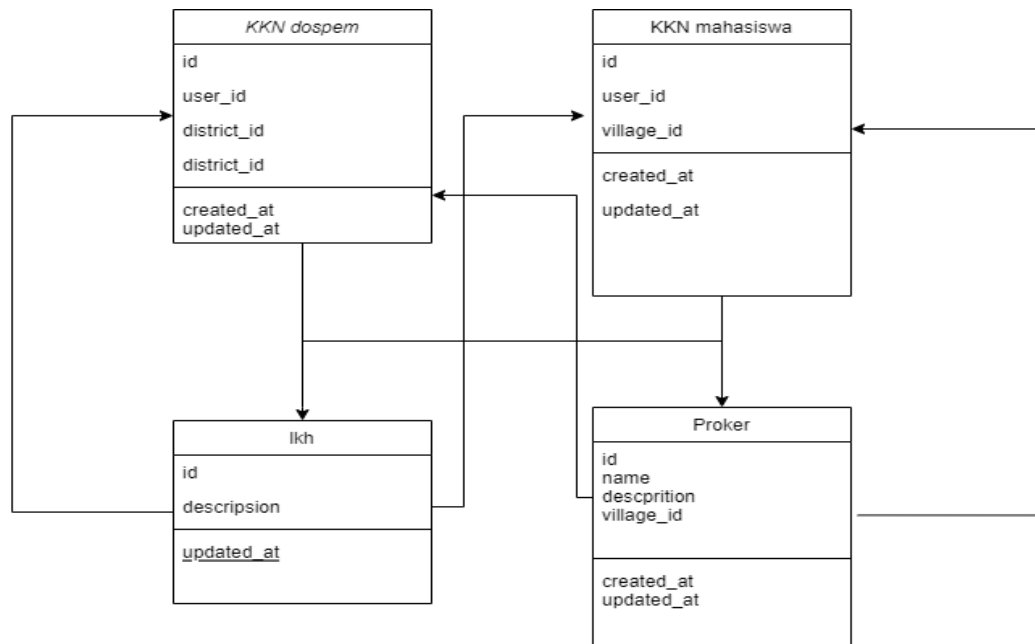 KKN dospem
id
user_id
district_id
district_id
created_at
updated_at
KKN mahasiswa
id
user_id
village_id
created_at
updated_at
lkh
id
descripsion
updated_at
Proker
id
name
descprition
village_id
created_at
updated_at